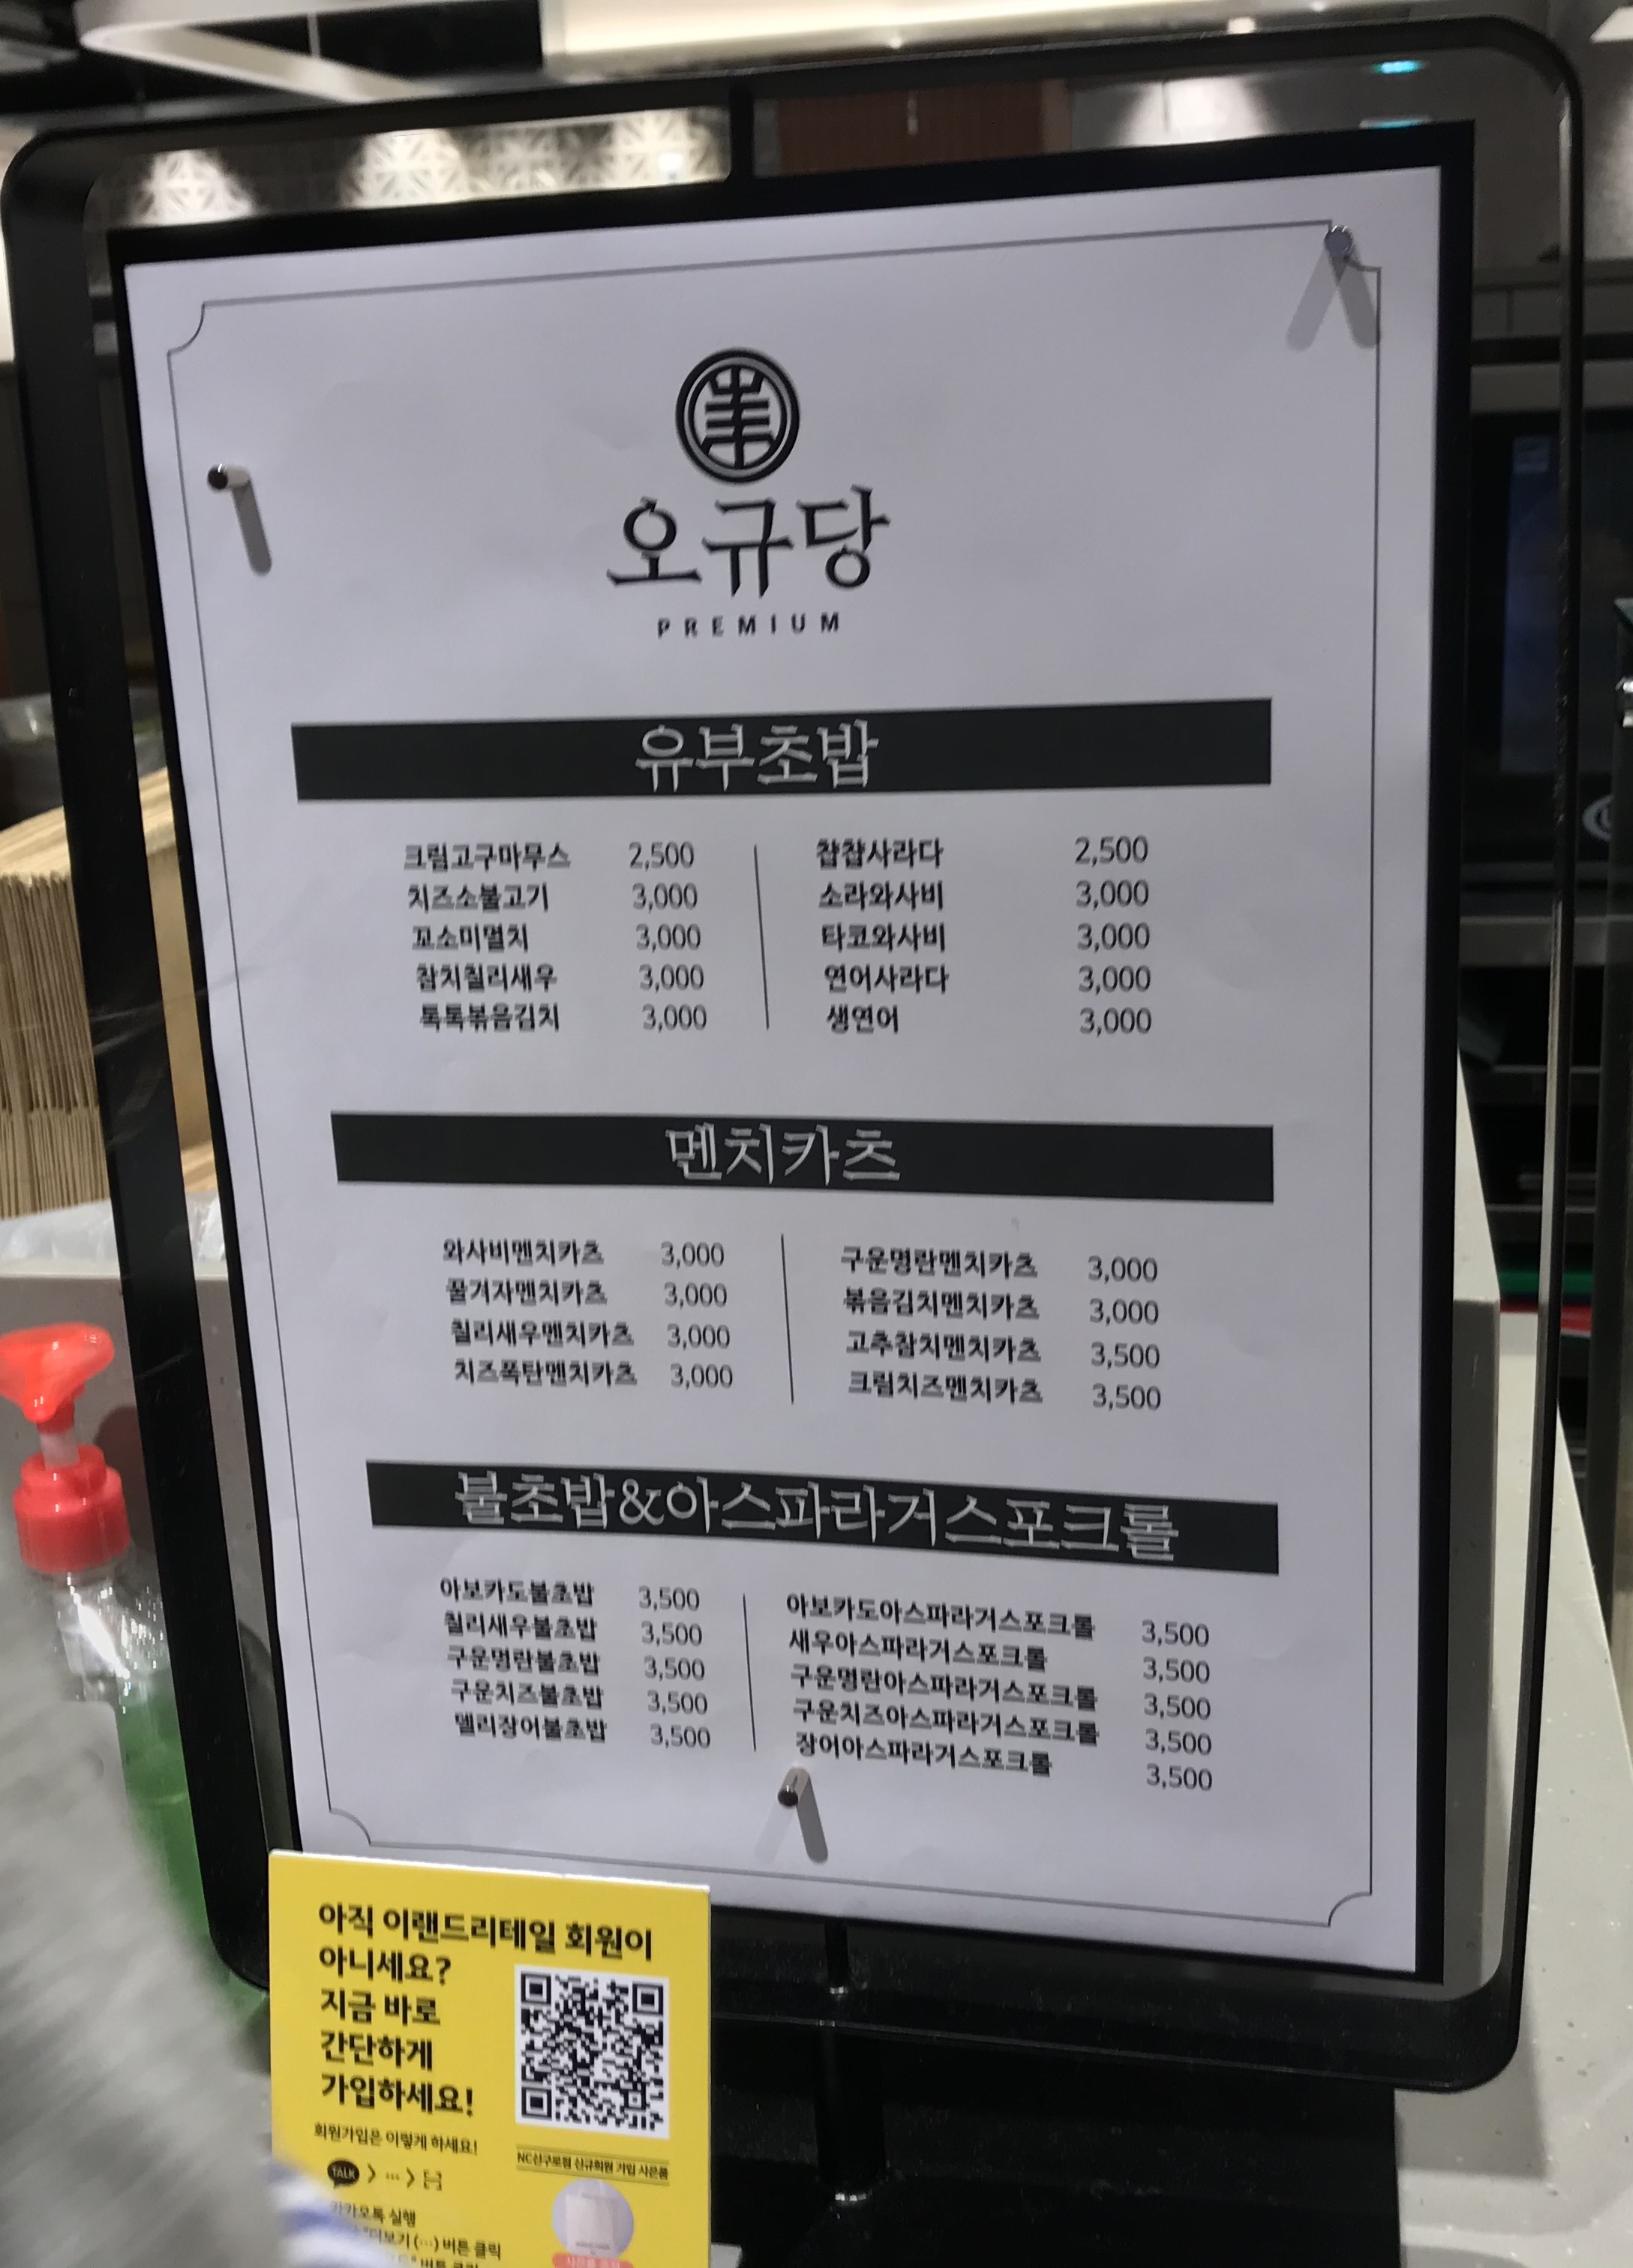 오규당
PREMIUM
유부초밥
크림고구마무스 2,500
치즈소불고기 3,000
꼬소미멸치 3,000
참치칠리새우 3,000
톡톡볶음김치 3,000
찹찹사라다 2,500
소라와사비 3,000
타코와사비 3,000
연어사라다 3,000
생연어 3,000
멘치카츠
와사비멘치카츠 3,000
꿀겨자멘치카츠 3,000
칠리새우멘치카츠 3,000
치즈폭탄멘치카츠 3,000
구운명란멘치카츠 3,000
볶음김치멘치카츠 3,000
고추참치멘치카츠 3,500
크림치즈멘치카츠 3,500
불초밥&아스파라거스포크롤
아보카도불초밥 3,500
칠리새우불초밥 3,500
구운명란불초밥 3,500
구운치즈불초밥 3,500
델리장어불초밥 3,500
아보카도아스파라거스포크롤 3,500
새우아스파라거스포크롤 3,500
구운명란아스파라거스포크롤 3,500
구운치즈아스파라거스포크롤 3,500
장어아스파라거스포크롤 3,500
아직 이랜드리테일 회원이
아니세요?
지금 바로
간단하게
가입하세요!
회원가입은 이렇게 하세요!
TALK > ... >
NC신구로점 신규회원 가입 사은품
카카오톡 실행
"더보기 (···) 버튼 클릭
버튼 클릭